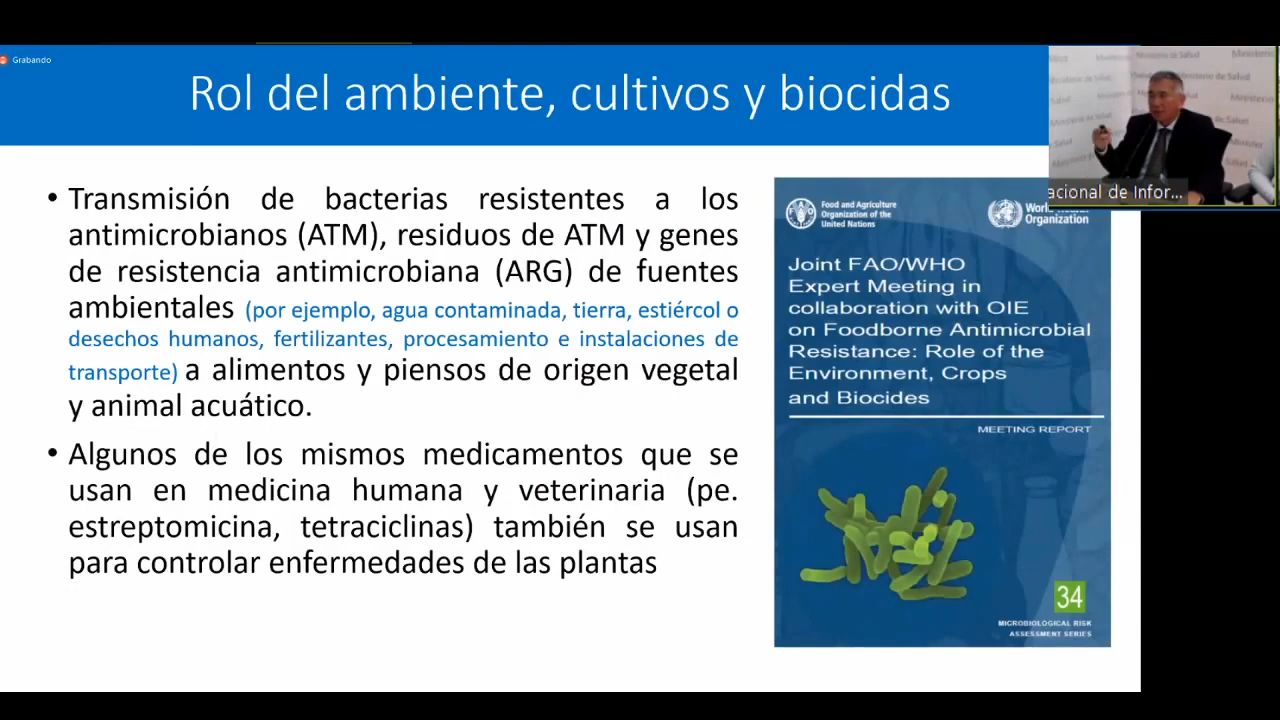 Grabando
Rol del ambiente, cultivos y biocidas
Ministerio de Salud
acional de Infor...
• Transmisión de bacterias resistentes a los
antimicrobianos (ATM), residuos de ATM y genes
de resistencia antimicrobiana (ARG) de fuentes
ambientales (por ejemplo, agua contaminada, tierra, estiércol o
desechos humanos, fertilizantes, procesamiento e instalaciones de
transporte) a alimentos y piensos de origen vegetal
y animal acuático.
• Algunos de los mismos medicamentos que se
usan en medicina humana y veterinaria (pe.
estreptomicina, tetraciclinas) también se usan
para controlar enfermedades de las plantas
FAO
Food and Agriculture
Organization of the
United Nations
Organization
Joint FAO/WHO
Expert Meeting in
collaboration with OIE
on Foodborne Antimicrobial
Resistance: Role of the
Environment, Crops
and Biocides
MEETING REPORT
34
MICROBIOLOGICAL RISK
ASSESSMENT SERIES